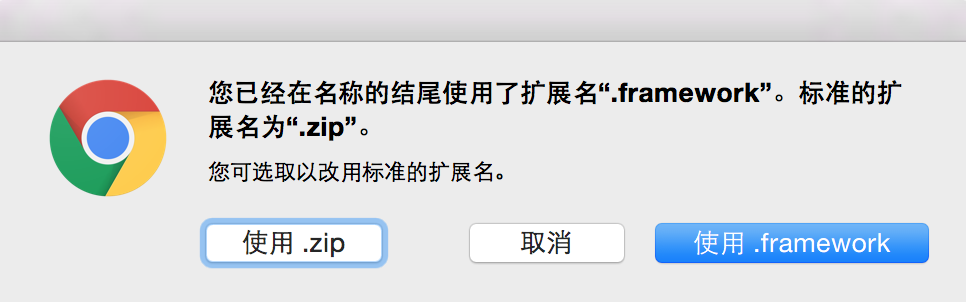 您已经在名称的结尾使用了扩展名“.framework”。标准的扩
展名为“.zip”。
您可选取以改用标准的扩展名。
使用 .zip
取消
使用 .framework